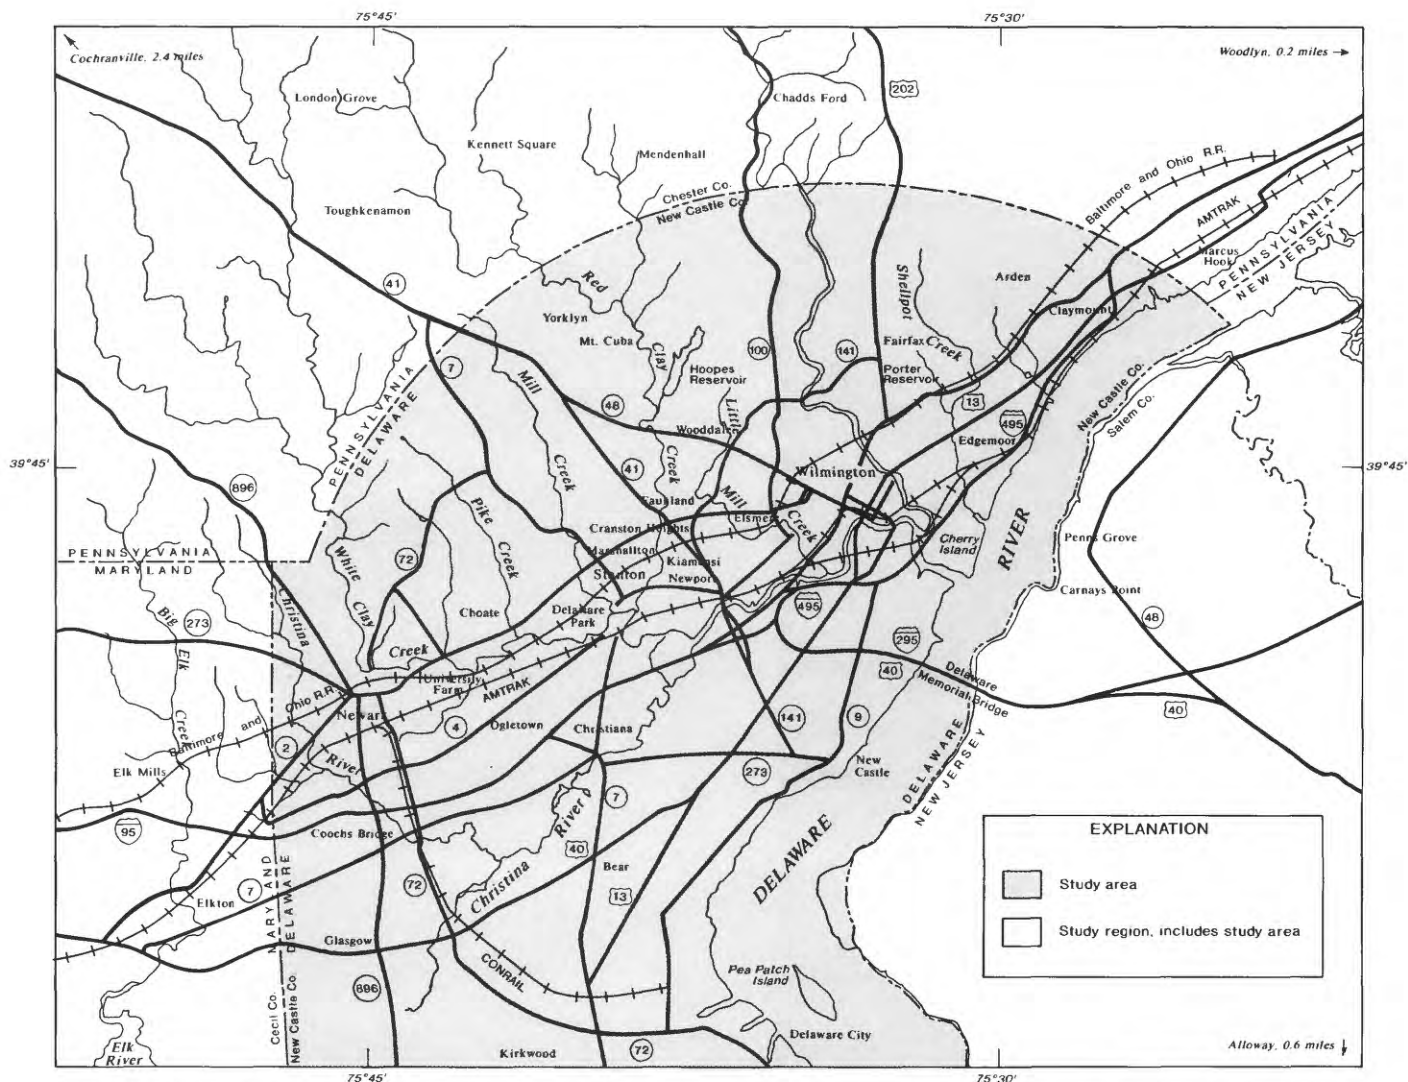 75°45'
75°30'
Cochranville, 2.4 miles
Woodlyn, 0.2 miles
London Grove
Chadds Ford
202
Kennett Square
Mendenhall
Baltimore and Ohio R.R.
Chester Co.
New Castle Co.
AMTRAK
Toughkenamon
Marcus
Hook
PENNSYLVANIA
NEW JERSEY
Red
Shellpot
Arden
41
Yorklyn
Claymount
Mt. Cuba
Clay
Hoopes
Reservoir
100
141
Fairfax
Creek
7
Mill
Porter
Reservoir
New Castle Co.
Salem Co.
PENNSYLVANIA
DELAWARE
48
Little
13
495
Wooddale
Edgemoor
39°45'
39°45'
896
41
Creek
Creek
Wilmington
Pike
Faulkland
Mill
Elsmere
Cranston Heights
Creek
RIVER
PENNSYLVANIA
MARYLAND
White
72
Creek
Marshallton
Kiamensi
Cherry
Island
Penns Grove
Stanton
Newport
Christina
Big
Clay
Choate
Delaware
Park
495
Carnays Point
273
Elk
Creek
295
48
University
Farm
40
Delaware
Memorial Bridge
Baltimore and Ohio R.R.
AMTRAK
Newark
4
Ogletown
Christiana
141
9
40
Creek
2
River
New
Castle
DELAWARE
NEW JERSEY
Elk Mills
273
95
7
Coochs Bridge
River
40
EXPLANATION
Bear
DELAWARE
Study area
Christina
13
72
7
Elkton
MARYLAND
DELAWARE
Study region, includes study area
Glasgow
CONRAIL
Pea Patch
Island
896
Cecil Co.
New Castle Co.
Delaware City
Elk
River
Kirkwood
72
Alloway, 0.6 miles
75°45'
75°30'